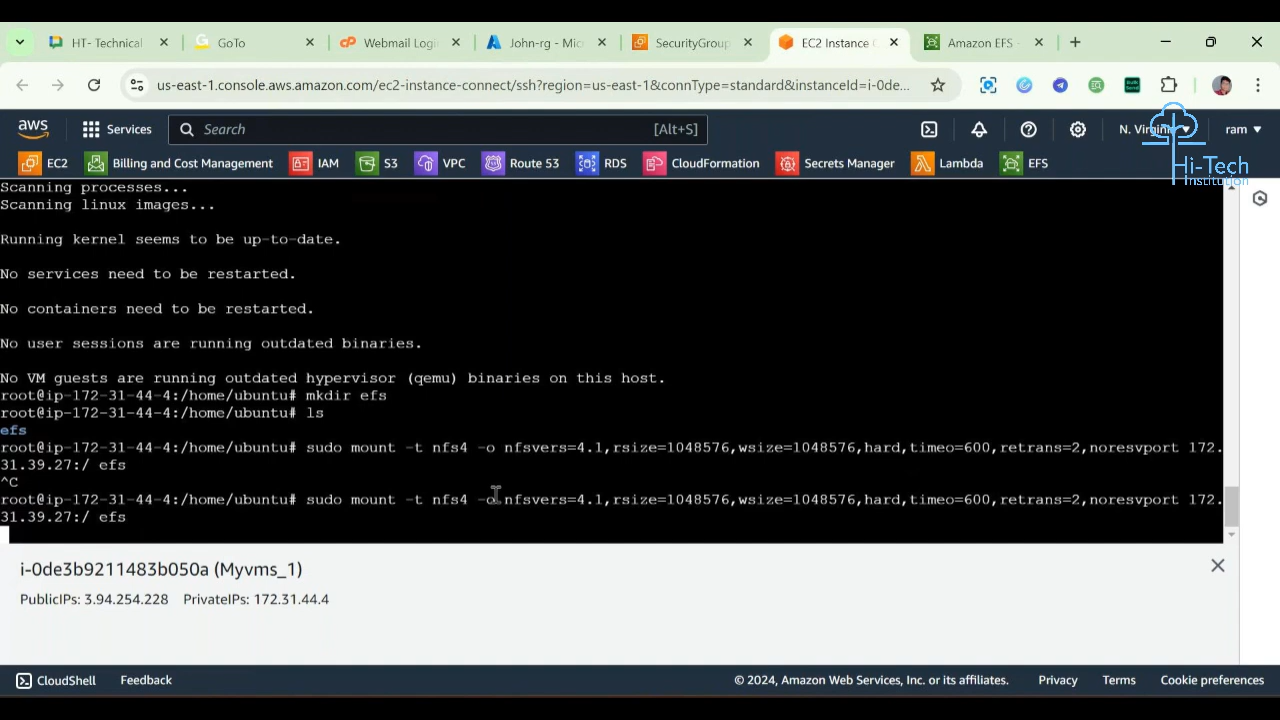 HT- Technical
GoTo
Webmail Logi
John-rg - Mic
SecurityGroup
EC2 Instance C
Amazon EFS -
us-east-1.console.aws.amazon.com/ec2-instance-connect/ssh?region=us-east-1&connType=standard&instanceId=i-0de...
aws
Services
Search
[Alt+S]
N. Virginia
ram
Hi-Tech
Institution
EC2
Billing and Cost Management
IAM
S3
VPC
Route 53
RDS
CloudFormation
Secrets Manager
Lambda
EFS
Scanning processes...
Scanning linux images...
Running kernel seems to be up-to-date.
No services need to be restarted.
No containers need to be restarted.
No user sessions are running outdated binaries.
No VM guests are running outdated hypervisor (qemu) binaries on this host.
root@ip-172-31-44-4:/home/ubuntu# mkdir efs
root@ip-172-31-44-4:/home/ubuntu# ls
efs
root@ip-172-31-44-4:/home/ubuntu# sudo mount -t nfs4 -o nfsvers=4.1,rsize=1048576,wsize=1048576,hard,timeo=600,retrans=2,noresvport 172.
31.39.27:/ efs
^C
root@ip-172-31-44-4:/home/ubuntu# sudo mount -t nfs4 -o nfsvers=4.1,rsize=1048576,wsize=1048576,hard,timeo=600,retrans=2,noresvport 172.
31.39.27:/ efs
i-0de3b9211483b050a (Myvms_1)
PublicIPs: 3.94.254.228 PrivateIPs: 172.31.44.4
CloudShell
Feedback
© 2024, Amazon Web Services, Inc. or its affiliates.
Privacy
Terms
Cookie preferences